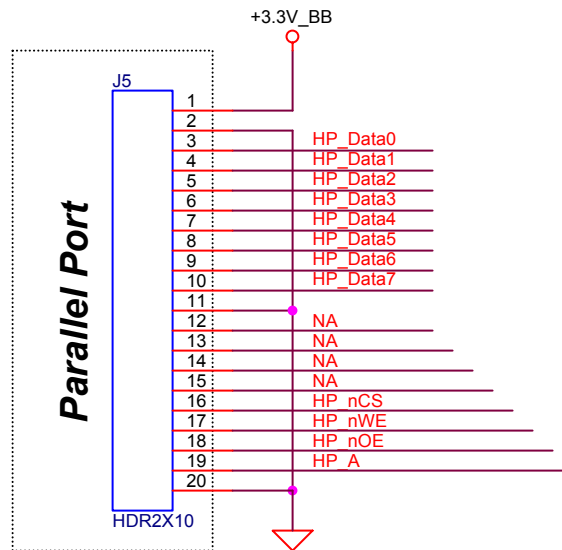 +3.3V_BB
J5
1
2
3 HP_Data0
4 HP_Data1
5 HP_Data2
6 HP_Data3
7 HP_Data4
8 HP_Data5
9 HP_Data6
10 HP_Data7
11
12 NA
13 NA
14 NA
15 NA
16 HP_nCS
17 HP_nWE
18 HP_nOE
19 HP_A
20
HDR2X10
Parallel Port